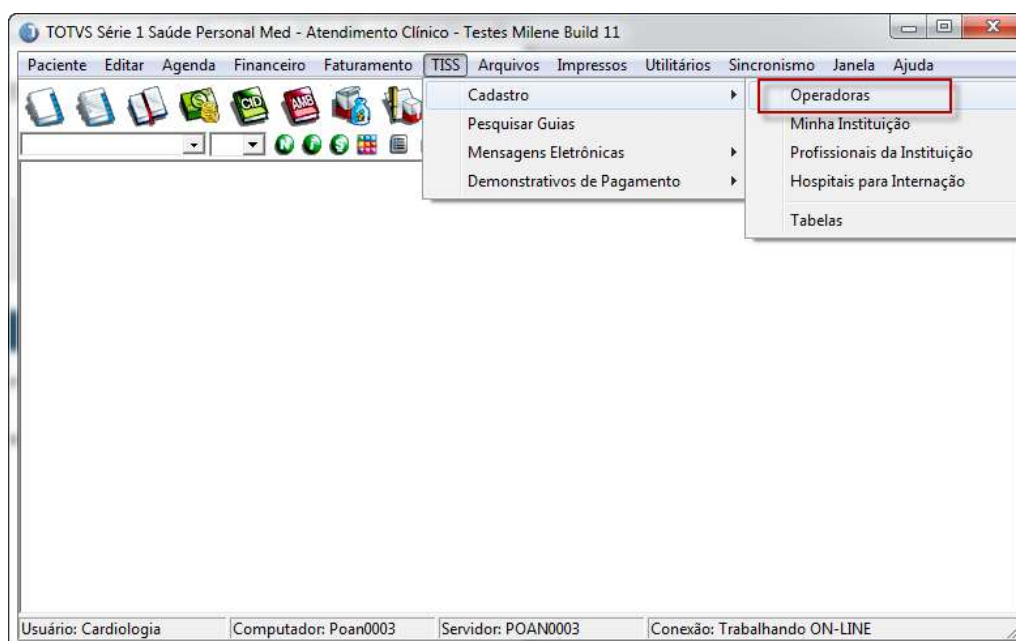 TOTVS Série 1 Saúde Personal Med - Atendimento Clínico - Testes Milene Build 11
Paciente Editar Agenda Financeiro Faturamento TISS Arquivos Impressos Utilitários Sincronismo Janela Ajuda
CID
AMB
Cadastro
Pesquisar Guias
Mensagens Eletrônicas
Demonstrativos de Pagamento
Operadoras
Minha Instituição
Profissionais da Instituição
Hospitais para Internação
Tabelas
Usuário: Cardiologia Computador: Poan0003 Servidor: POAN0003 Conexão: Trabalhando ON-LINE